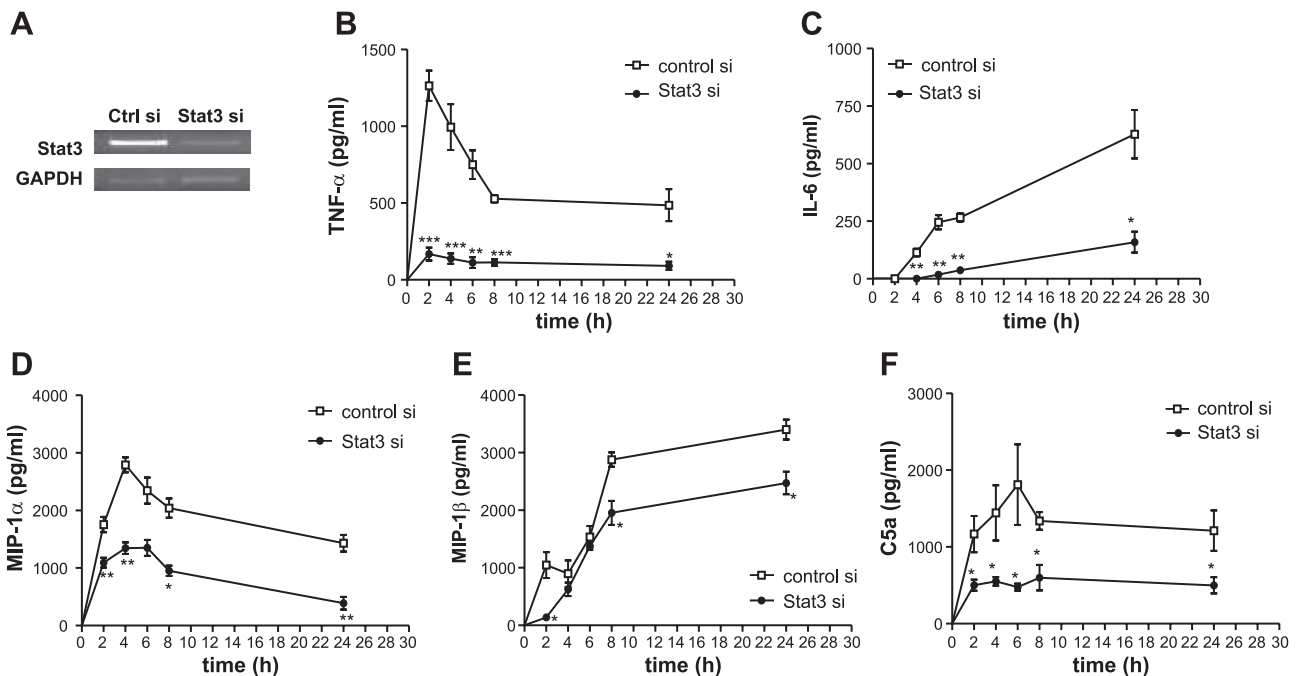 A
Ctrl si Stat3 si
Stat3
GAPDH
B
TNF-α (pg/ml)
1500
1000
500
0
control si
Stat3 si
*** *** ** *** *
0 2 4 6 8 10 12 14 16 18 20 22 24 26 28 30
time (h)
C
IL-6 (pg/ml)
1000
750
500
250
0
control si
Stat3 si
** ** ** *
0 2 4 6 8 10 12 14 16 18 20 22 24 26 28 30
time (h)
D
MIP-1α (pg/ml)
4000
3000
2000
1000
0
control si
Stat3 si
** ** * **
0 2 4 6 8 10 12 14 16 18 20 22 24 26 28 30
time (h)
E
MIP-1β (pg/ml)
4000
3000
2000
1000
0
control si
Stat3 si
* * *
0 2 4 6 8 10 12 14 16 18 20 22 24 26 28 30
time (h)
F
C5a (pg/ml)
3000
2000
1000
0
control si
Stat3 si
* * * * *
0 2 4 6 8 10 12 14 16 18 20 22 24 26 28 30
time (h)